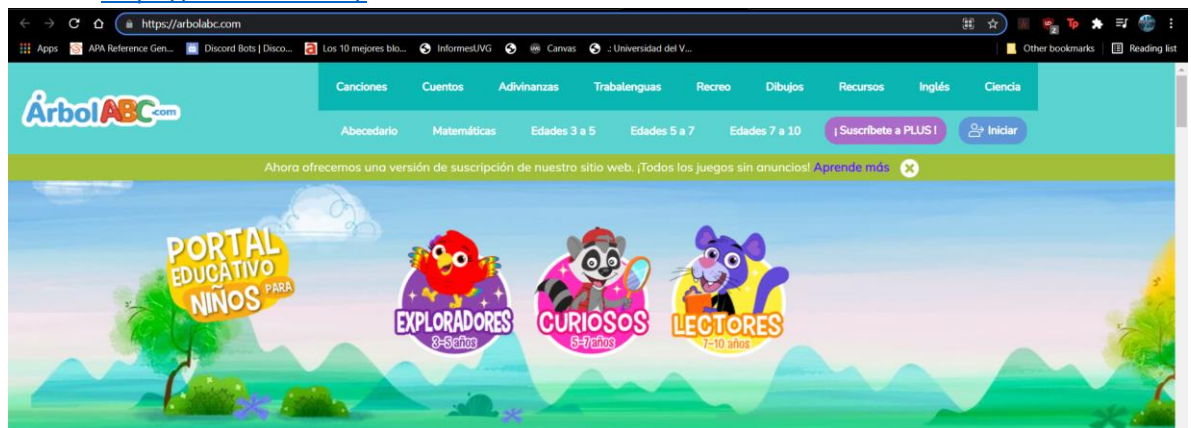 https://arbolabc.com
Apps APA Reference Gen... Discord Bots | Disco... Los 10 mejores blo... InformesUVG Canvas .: Universidad del V... Other bookmarks Reading list
Canciones Cuentos Adivinanzas Trabalenguas Recreo Dibujos Recursos Inglés Ciencia
ÁrbolABC.com
Abecedario Matemáticas Edades 3 a 5 Edades 5 a 7 Edades 7 a 10 ¡ Suscríbete a PLUS ! Iniciar
Ahora ofrecemos una versión de suscripción de nuestro sitio web. ¡Todos los juegos sin anuncios! Aprende más
PORTAL
EDUCATIVO
PARA
NIÑOS
EXPLORADORES
3-5 años
CURIOSOS
5-7 años
LECTORES
7-10 años